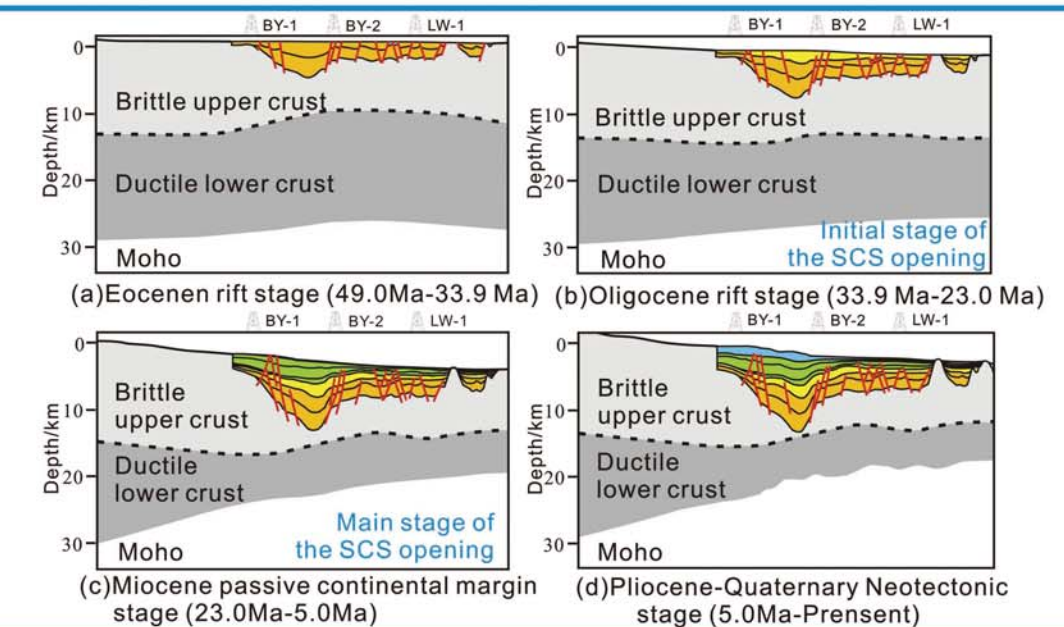 BY-1 BY-2 LW-1
0
10
20
30
Depth/km
Brittle upper crust
Ductile lower crust
Moho
(a)Eocenen rift stage (49.0Ma-33.9 Ma)
BY-1 BY-2 LW-1
0
10
20
30
Depth/km
Brittle upper crust
Ductile lower crust
Initial stage of
the SCS opening
Moho
(b)Oligocene rift stage (33.9 Ma-23.0 Ma)
BY-1 BY-2 LW-1
0
10
20
30
Depth/km
Brittle
upper crust
Ductile
lower crust
Main stage of
the SCS opening
Moho
(c)Miocene passive continental margin
stage (23.0Ma-5.0Ma)
BY-1 BY-2 LW-1
0
10
20
30
Depth/km
Brittle
upper crust
Ductile
lower crust
Moho
(d)Pliocene-Quaternary Neotectonic
stage (5.0Ma-Prensent)